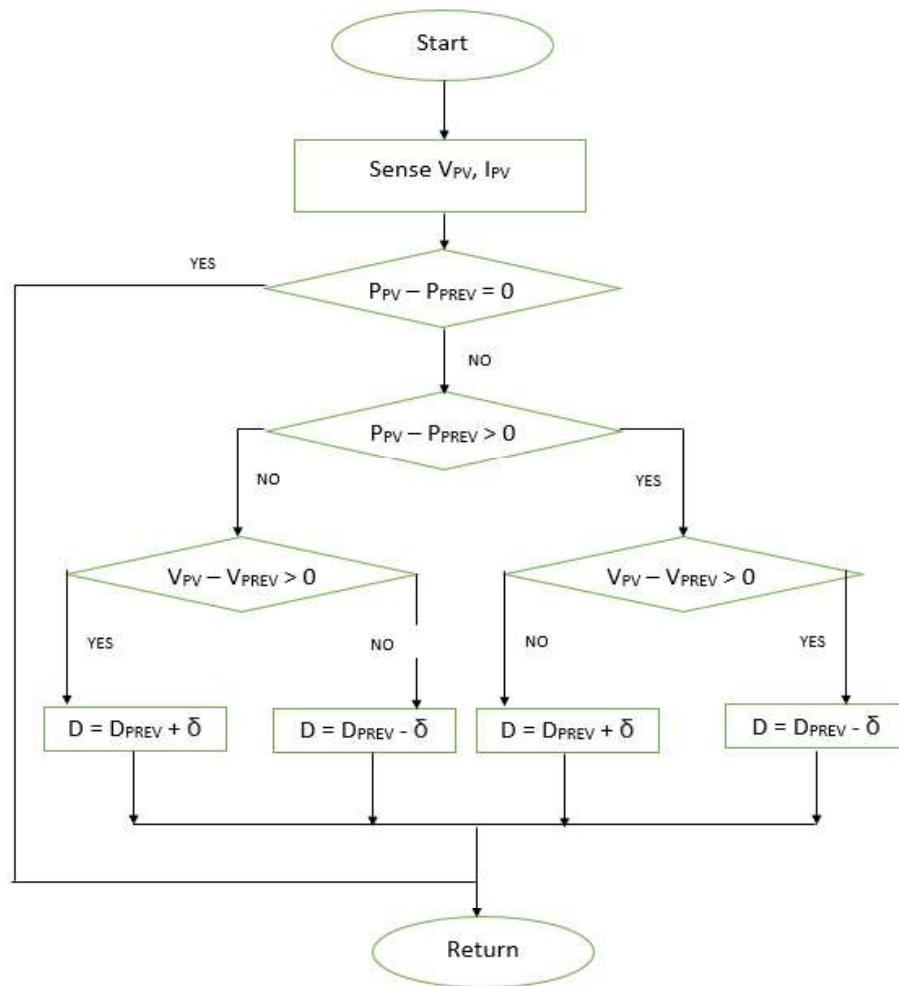 Start
Sense VPV, IPV
YES
PPV – PPREV = 0
NO
PPV – PPREV > 0
NO
YES
VPV – VPREV > 0
VPV – VPREV > 0
YES
NO
NO
YES
D = DPREV + δ
D = DPREV - δ
D = DPREV + δ
D = DPREV - δ
Return